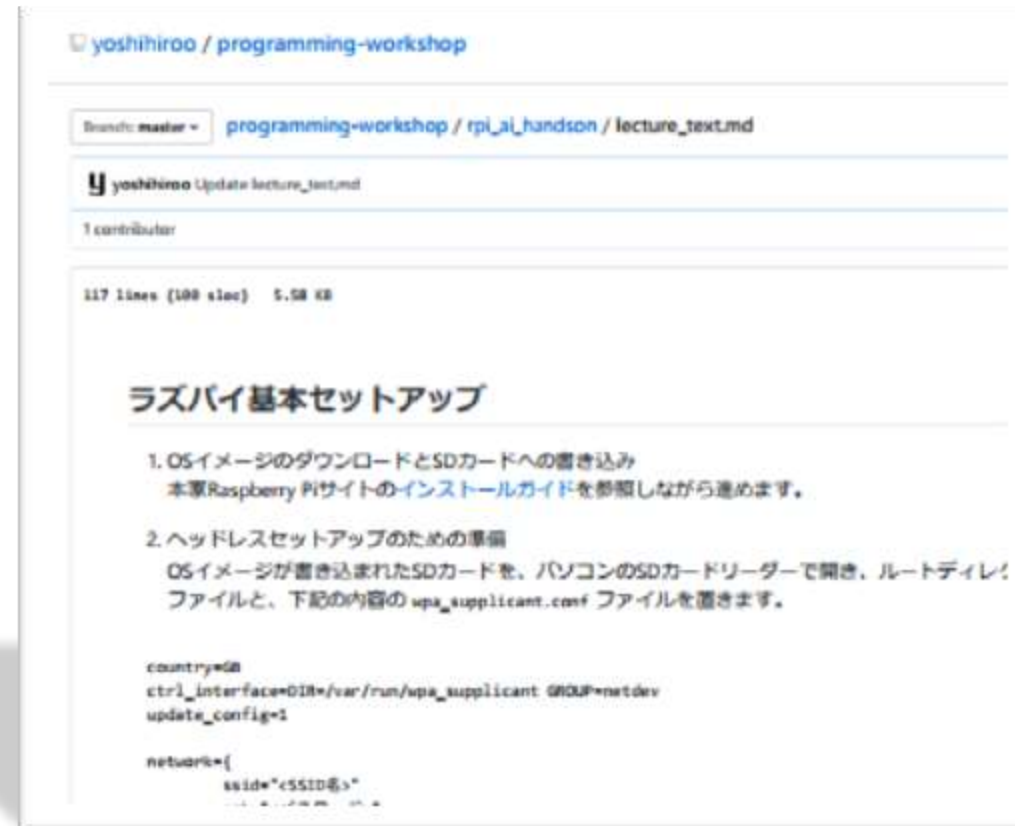 yoshihiroo / programming-workshop
Branch: master
programming-workshop / rpi_ai_handson / lecture_text.md
yoshihiroo Update lecture_text.md
1 contributor
117 lines (100 sloc) 5.58 KB
ラズパイ基本セットアップ
1. OSイメージのダウンロードとSDカードへの書き込み
本家Raspberry Piサイトのインストールガイドを参照しながら進めます。
2. ヘッドレスセットアップのための準備
OSイメージが書き込まれたSDカードを、パソコンのSDカードリーダーで開き、ルートディレ
ファイルと、下記の内容の wpa_supplicant.conf ファイルを置きます。
country=GB
ctrl_interface=DIR=/var/run/wpa_supplicant GROUP=netdev
update_config=1
network={
ssid="<SSID名>"